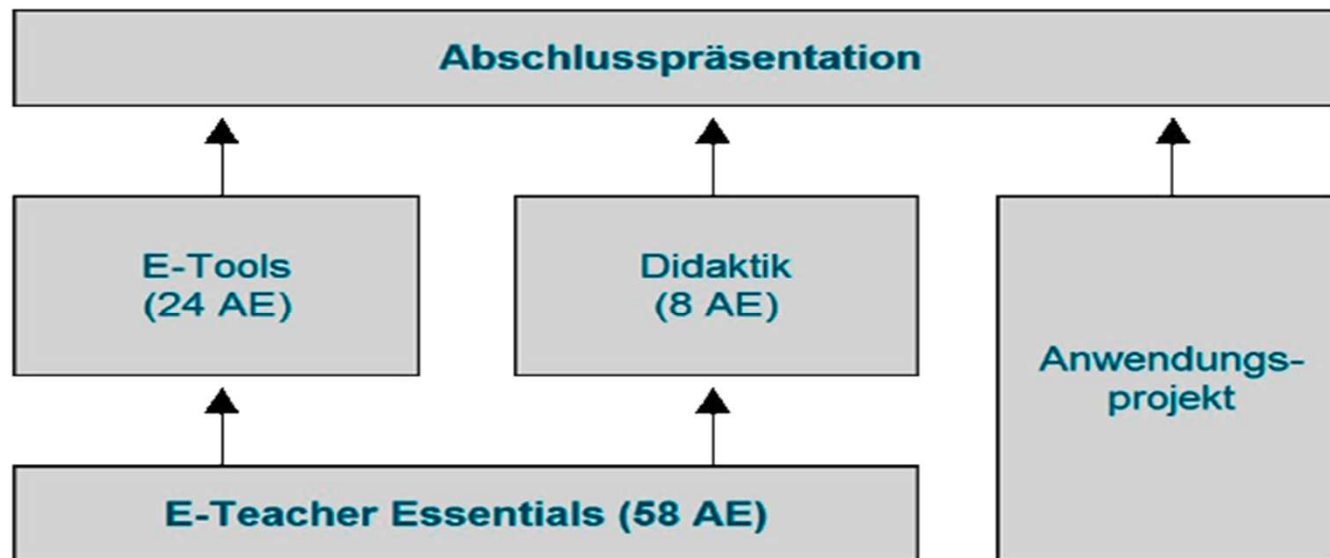 Abschlusspräsentation
E-Tools
(24 AE)
Didaktik
(8 AE)
Anwendungs-
projekt
E-Teacher Essentials (58 AE)